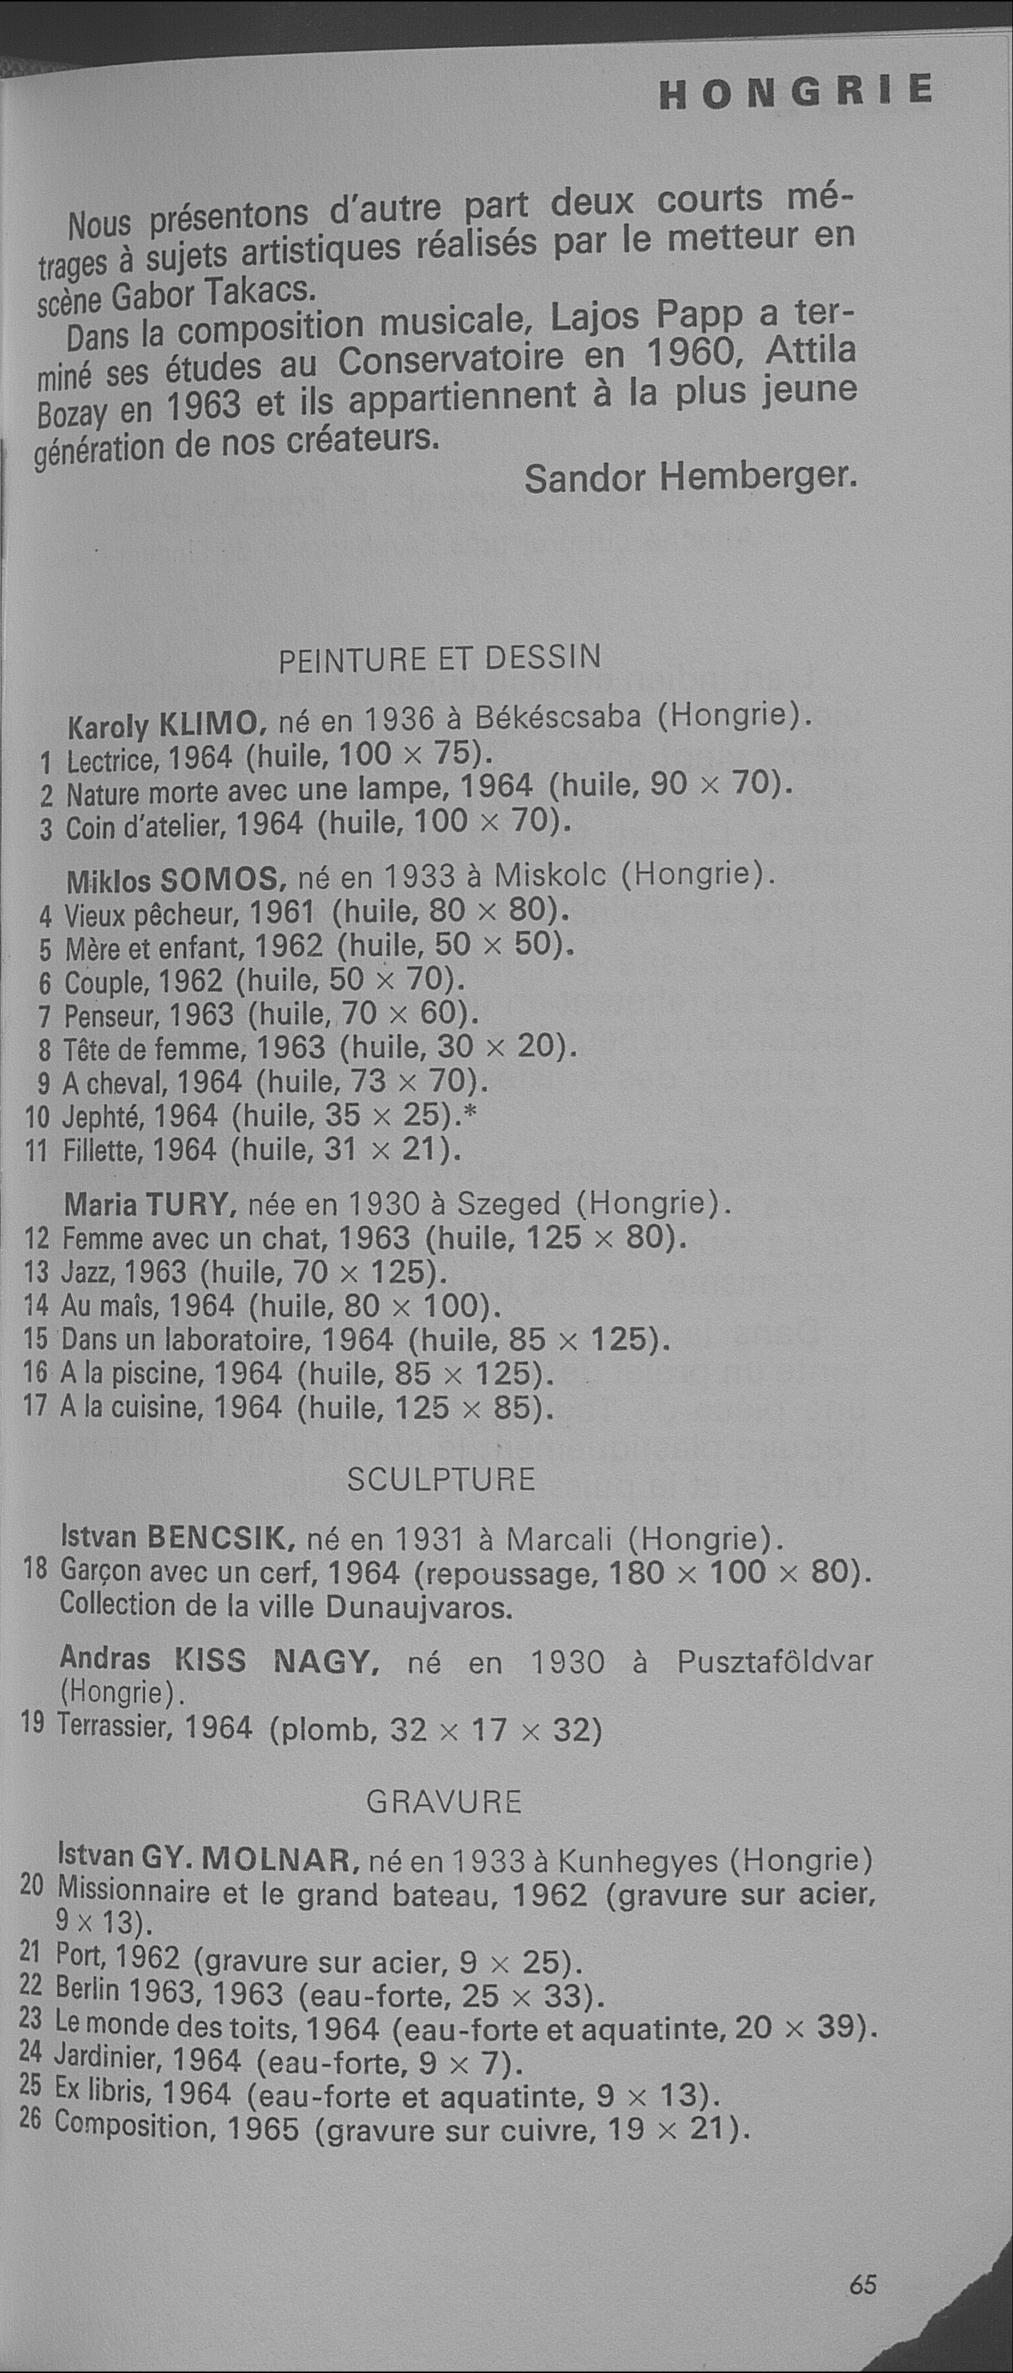 HONGRIE
Nous présentons d'autre part deux courts mé-
trages à sujets artistiques réalisés par le metteur en
scène Gabor Takacs.
Dans la composition musicale, Lajos Papp a ter-
miné ses études au Conservatoire en 1960, Attila
Bozay en 1963 et ils appartiennent à la plus jeune
génération de nos créateurs.
Sandor Hemberger.
PEINTURE ET DESSIN
Karoly KLIMO, né en 1936 à Békéscsaba (Hongrie).
1 Lectrice, 1964 (huile, 100 × 75).
2 Nature morte avec une lampe, 1964 (huile, 90 × 70).
3 Coin d'atelier, 1964 (huile, 100 × 70).
Miklos SOMOS, né en 1933 à Miskolc (Hongrie).
4 Vieux pêcheur, 1961 (huile, 80 × 80).
5 Mère et enfant, 1962 (huile, 50 × 50).
6 Couple, 1962 (huile, 50 × 70).
7 Penseur, 1963 (huile, 70 × 60).
8 Tête de femme, 1963 (huile, 30 × 20).
9 A cheval, 1964 (huile, 73 × 70).
10 Jephté, 1964 (huile, 35 × 25).*
11 Fillette, 1964 (huile, 31 × 21).
Maria TURY, née en 1930 à Szeged (Hongrie).
12 Femme avec un chat, 1963 (huile, 125 × 80).
13 Jazz, 1963 (huile, 70 × 125).
14 Au maîs, 1964 (huile, 80 × 100).
15 Dans un laboratoire, 1964 (huile, 85 × 125).
16 A la piscine, 1964 (huile, 85 × 125).
17 A la cuisine, 1964 (huile, 125 × 85).
SCULPTURE
Istvan BENCSIK, né en 1931 à Marcali (Hongrie).
18 Garçon avec un cerf, 1964 (repoussage, 180 × 100 × 80).
Collection de la ville Dunaujvaros.
Andras KISS NAGY, né en 1930 à Pusztafôldvar
(Hongrie).
19 Terrassier, 1964 (plomb, 32 × 17 × 32)
GRAVURE
Istvan GY. MOLNAR, né en 1933 à Kunhegyes (Hongrie)
20 Missionnaire et le grand bateau, 1962 (gravure sur acier,
9 × 13).
21 Port, 1962 (gravure sur acier, 9 × 25).
22 Berlin 1963, 1963 (eau-forte, 25 × 33).
23 Le monde des toits, 1964 (eau-forte et aquatinte, 20 × 39).
24 Jardinier, 1964 (eau-forte, 9 × 7).
25 Ex libris, 1964 (eau-forte et aquatinte, 9 × 13).
26 Composition, 1965 (gravure sur cuivre, 19 × 21).
65